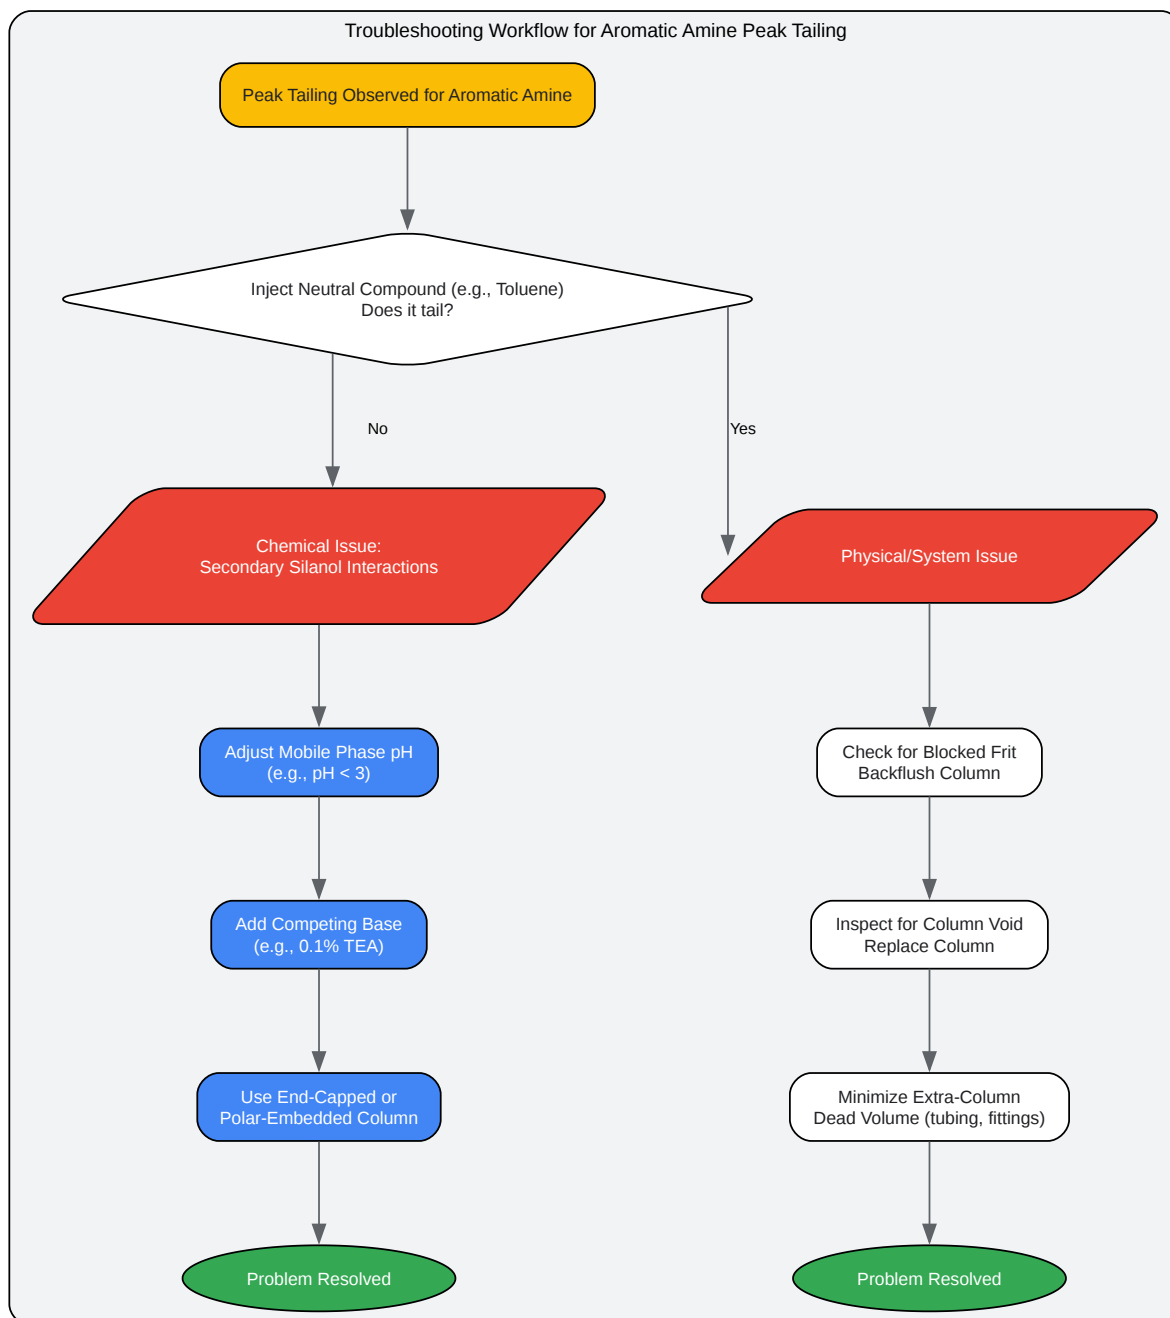 Troubleshooting Workflow for Aromatic Amine Peak Tailing
Peak Tailing Observed for Aromatic Amine
Inject Neutral Compound (e.g., Toluene)
Does it tail?
No
Yes
Chemical Issue:
Secondary Silanol Interactions
Physical/System Issue
Adjust Mobile Phase pH
(e.g., pH < 3)
Check for Blocked Frit
Backflush Column
Add Competing Base
(e.g., 0.1% TEA)
Inspect for Column Void
Replace Column
Use End-Capped or
Polar-Embedded Column
Minimize Extra-Column
Dead Volume (tubing, fittings)
Problem Resolved
Problem Resolved